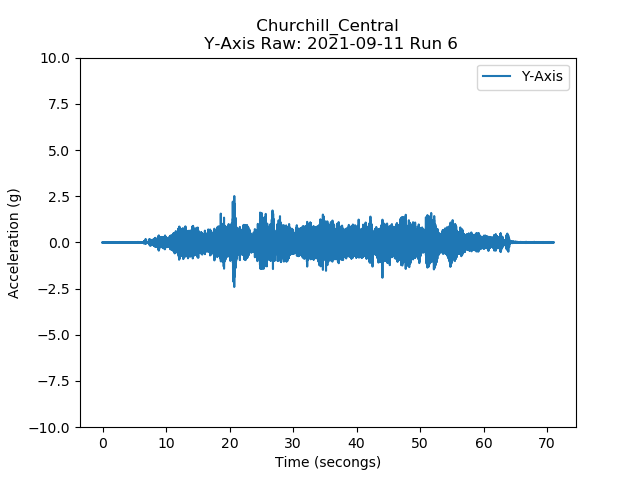 Churchill_Central
Y-Axis Raw: 2021-09-11 Run 6
Y-Axis
Acceleration (g)
10.0
7.5
5.0
2.5
0.0
−2.5
−5.0
−7.5
−10.0
0 10 20 30 40 50 60 70
Time (seconds)